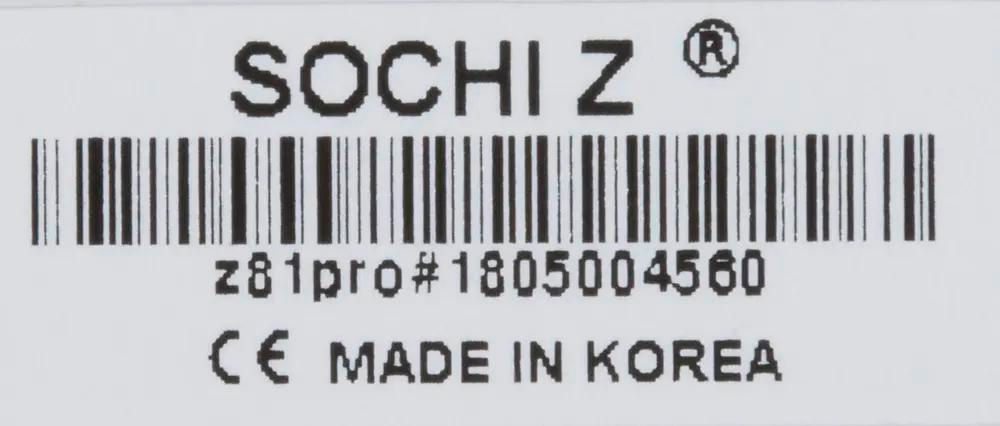 SOCHI Z ®
z81pro#1805004560
CE MADE IN KOREA